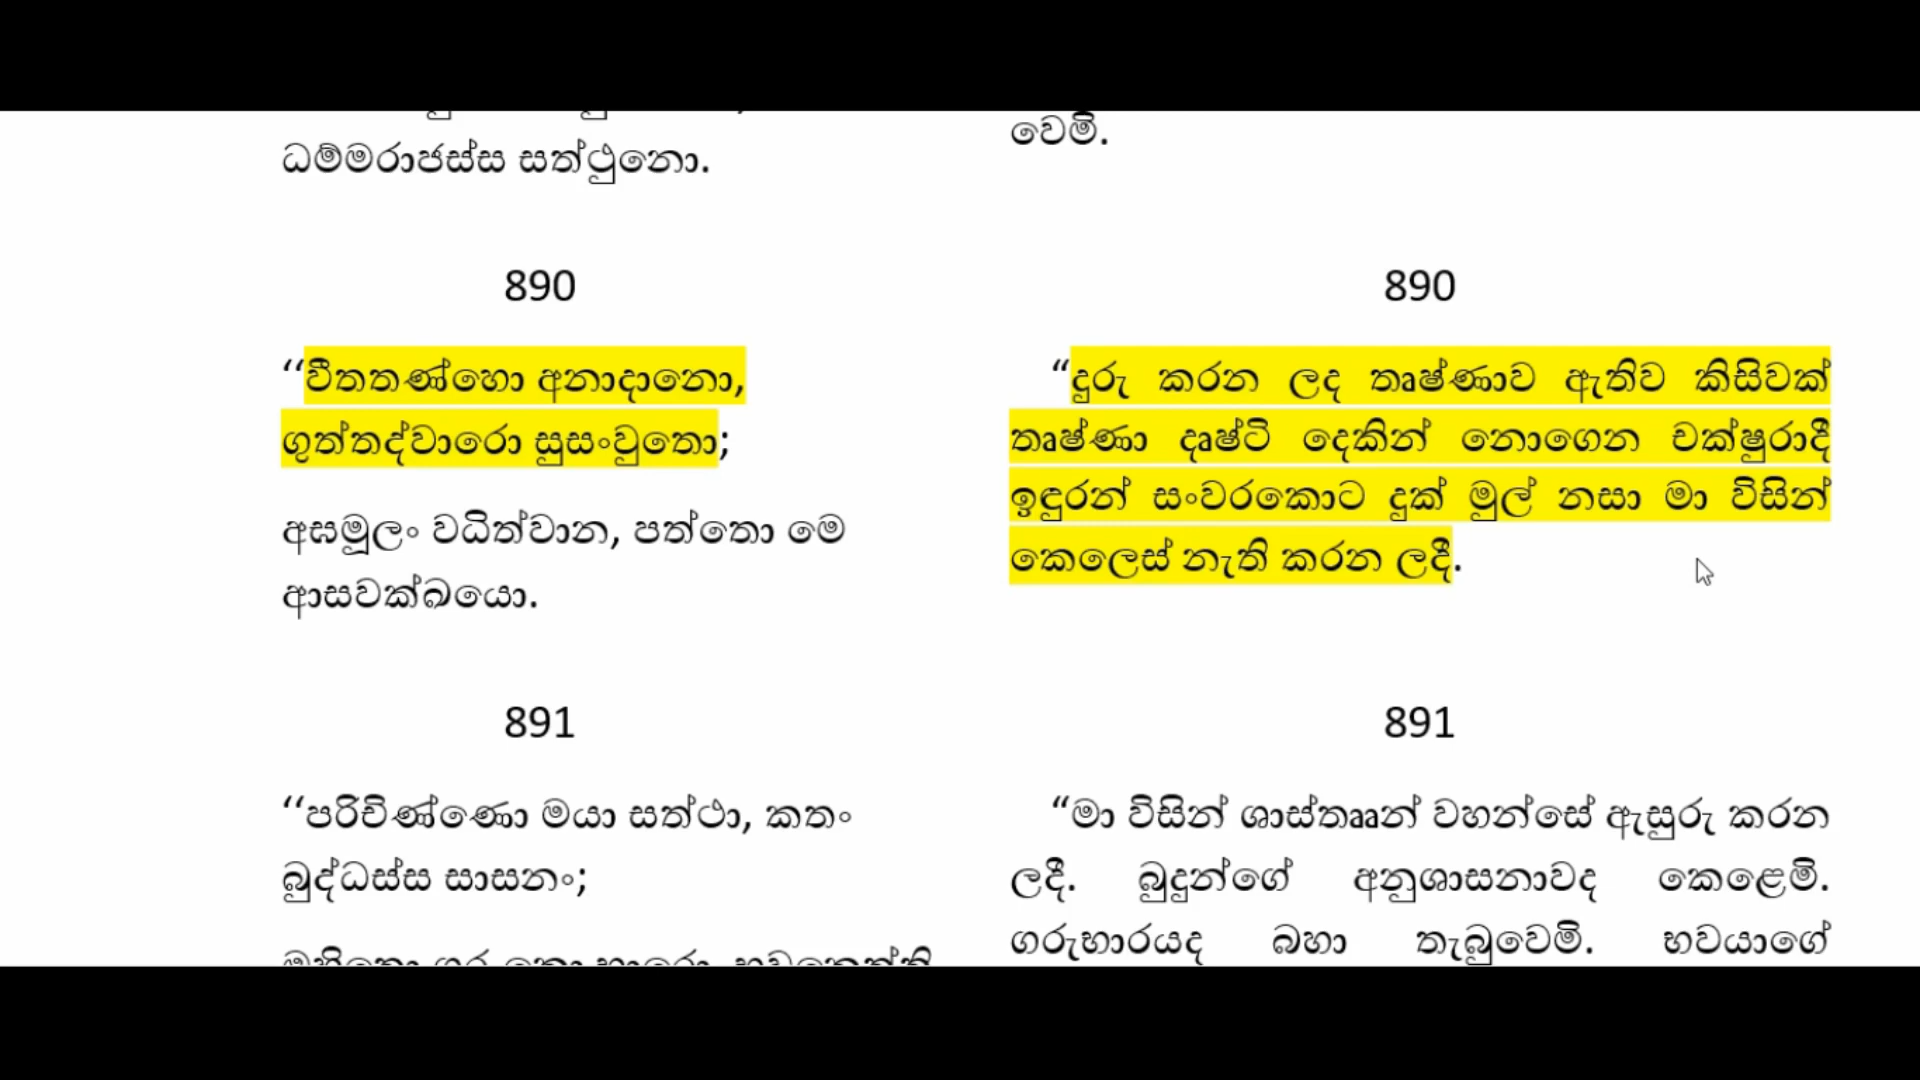 ධම්මරාජස්ස සත්ථුනො.
890
‘‘වීතතණ්හො අනාදානො,
ගුත්තද්වාරො සුසංවුතො;
අඝමූලං වධිත්වාන, පත්තො මෙ
ආසවක්ඛයො.
891
‘‘පරිචිණ්ණො මයා සත්ථා, කතං
බුද්ධස්ස සාසනං;
වෙමි.
890
“දුරු කරන ලද තෘෂ්ණාව ඇතිව කිසිවක්
තෘෂ්ණා දෘෂ්ටි දෙකින් නොගෙන චක්ෂුරාදී
ඉඳුරන් සංවරකොට දුක් මුල් නසා මා විසින්
කෙලෙස් නැති කරන ලදී.
891
“මා විසින් ශාස්තෲන් වහන්සේ ඇසුරු කරන
ලදී. බුදුන්ගේ අනුශාසනාවද කෙළෙමි.
ගරුභාරයද බහා තැබුවෙමි. භවයාගේ